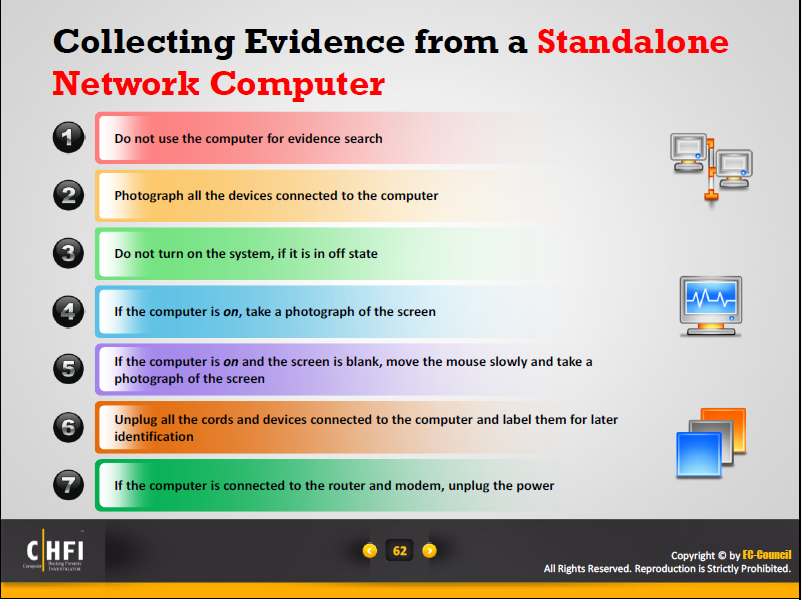 Collecting Evidence from a Standalone
Network Computer
1
Do not use the computer for evidence search
2
Photograph all the devices connected to the computer
3
Do not turn on the system, if it is in off state
4
If the computer is on, take a photograph of the screen
5
If the computer is on and the screen is blank, move the mouse slowly and take a
photograph of the screen
6
Unplug all the cords and devices connected to the computer and label them for later
identification
7
If the computer is connected to the router and modem, unplug the power
CHFI
Computer Hacking Forensic
INVESTIGATOR
62
Copyright © by EC-Council
All Rights Reserved. Reproduction is Strictly Prohibited.